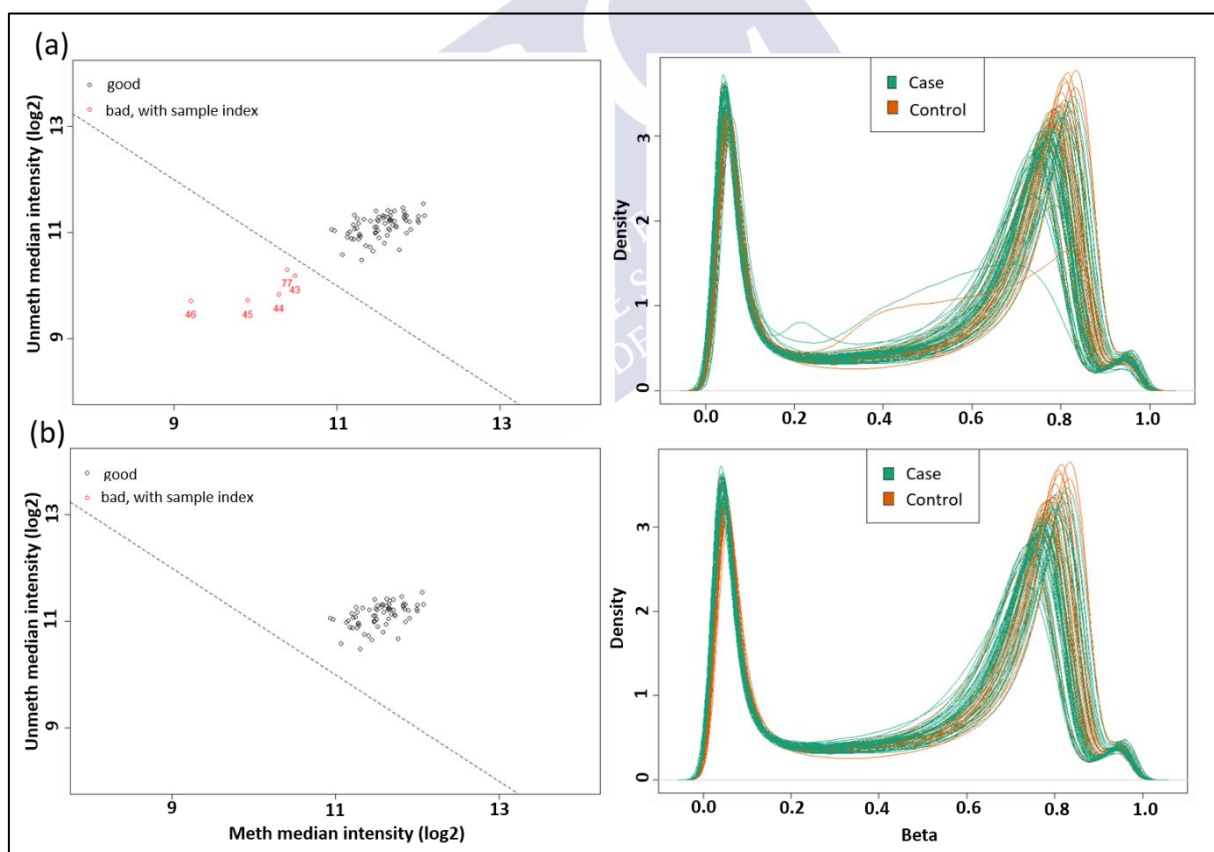 (a)
good
bad, with sample index
Unmeth median intensity (log2)
13
11
9
77
43
44
45
46
9
11
13
Case
Control
Density
3
2
1
0
0.0
0.2
0.4
0.6
0.8
1.0
(b)
good
bad, with sample index
Unmeth median intensity (log2)
13
11
9
9
11
13
Meth median intensity (log2)
Case
Control
Density
3
2
1
0
0.0
0.2
0.4
0.6
0.8
1.0
Beta